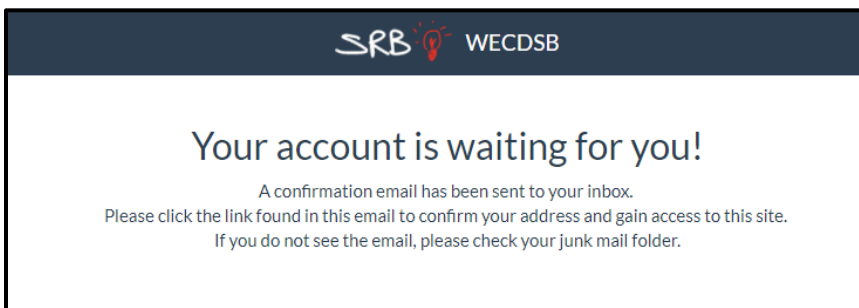 SRB WECDSB
Your account is waiting for you!
A confirmation email has been sent to your inbox.
Please click the link found in this email to confirm your address and gain access to this site.
If you do not see the email, please check your junk mail folder.